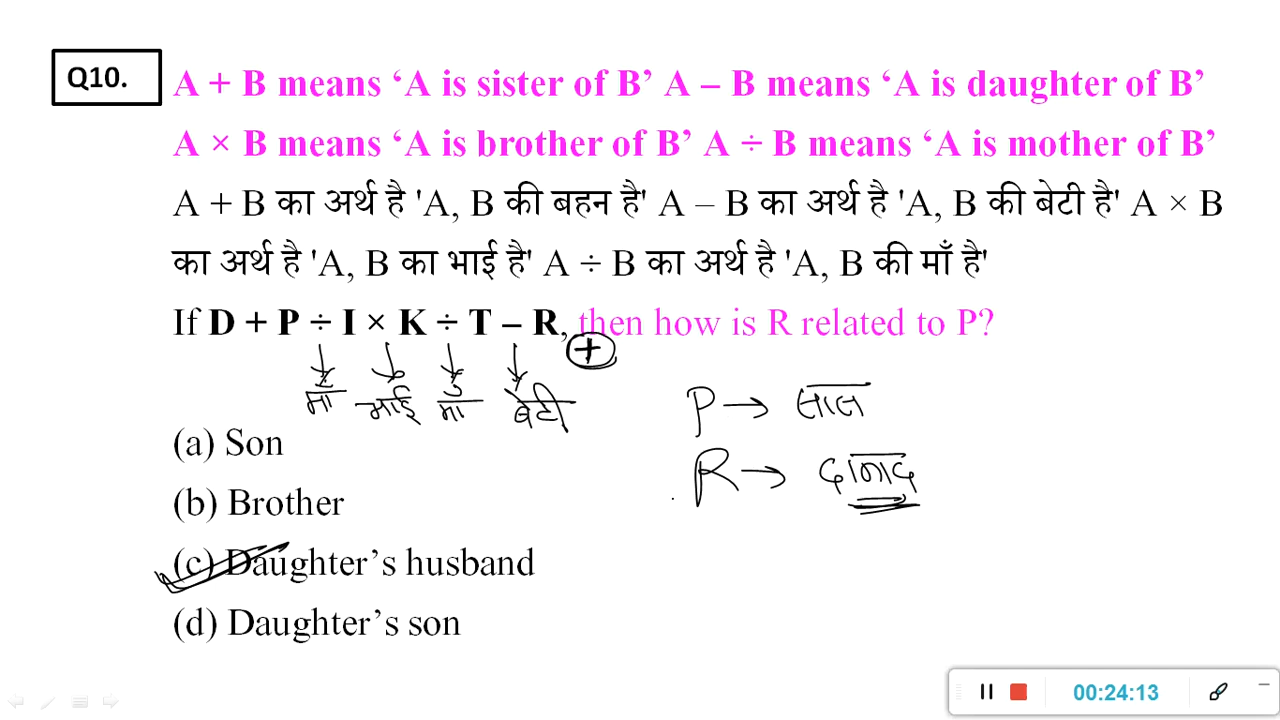 Q10.
A + B means ‘A is sister of B’ A – B means ‘A is daughter of B’
A × B means ‘A is brother of B’ A ÷ B means ‘A is mother of B’
A + B का अर्थ है 'A, B की बहन है' A – B का अर्थ है 'A, B की बेटी है' A × B
का अर्थ है 'A, B का भाई है' A ÷ B का अर्थ है 'A, B की माँ है'
If D + P ÷ I × K ÷ T – R, then how is R related to P?
+
माँ भाई माँ बेटी
P → सास
(a) Son
R → दामाद
(b) Brother
(c) Daughter’s husband
(d) Daughter’s son
00:24:13